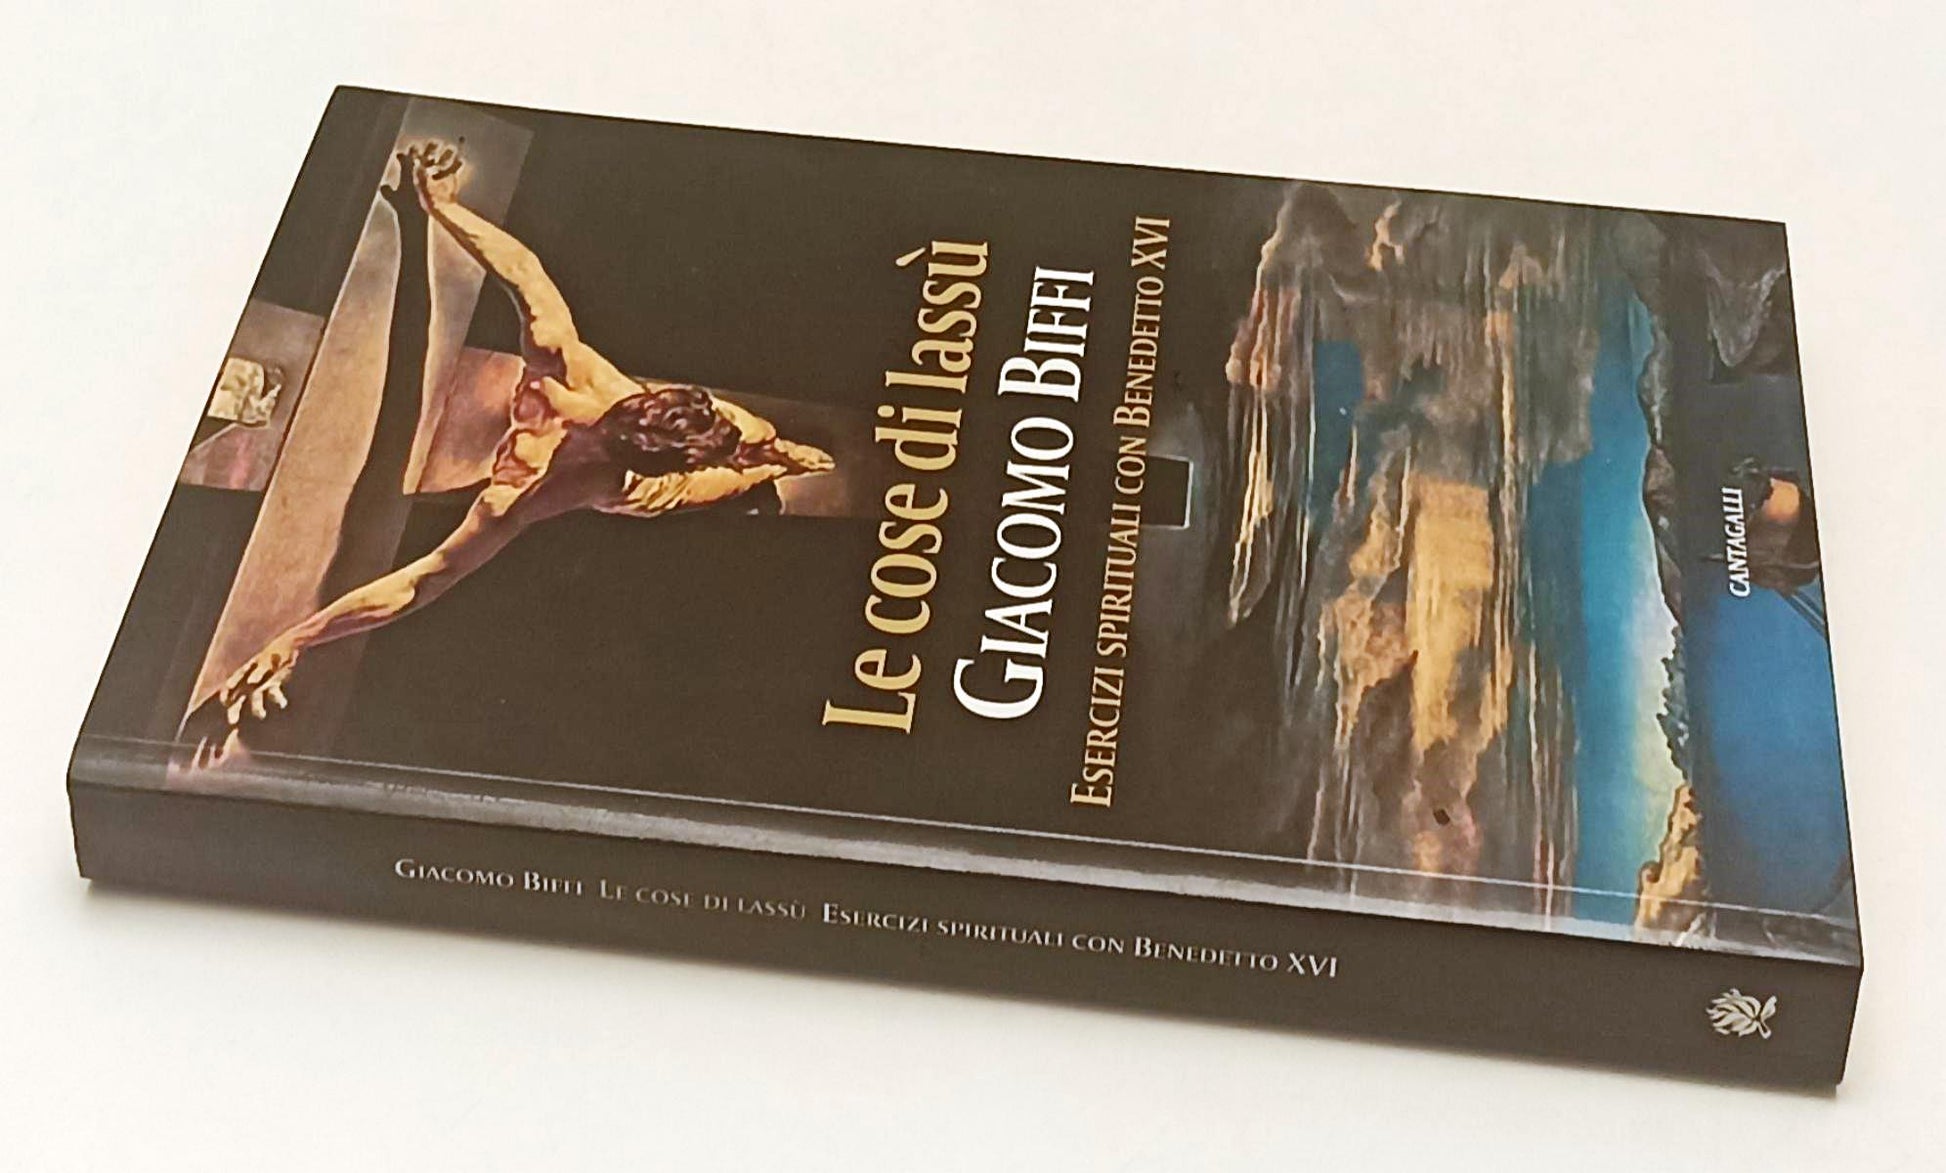 Le cose di lassù
GIACOMO BIFFI
ESERCIZI SPIRITUALI CON BENEDETTO XVI
CANTAGALLI
GIACOMO BIFFI LE COSE DI LASSÙ ESERCIZI SPIRITUALI CON BENEDETTO XVI